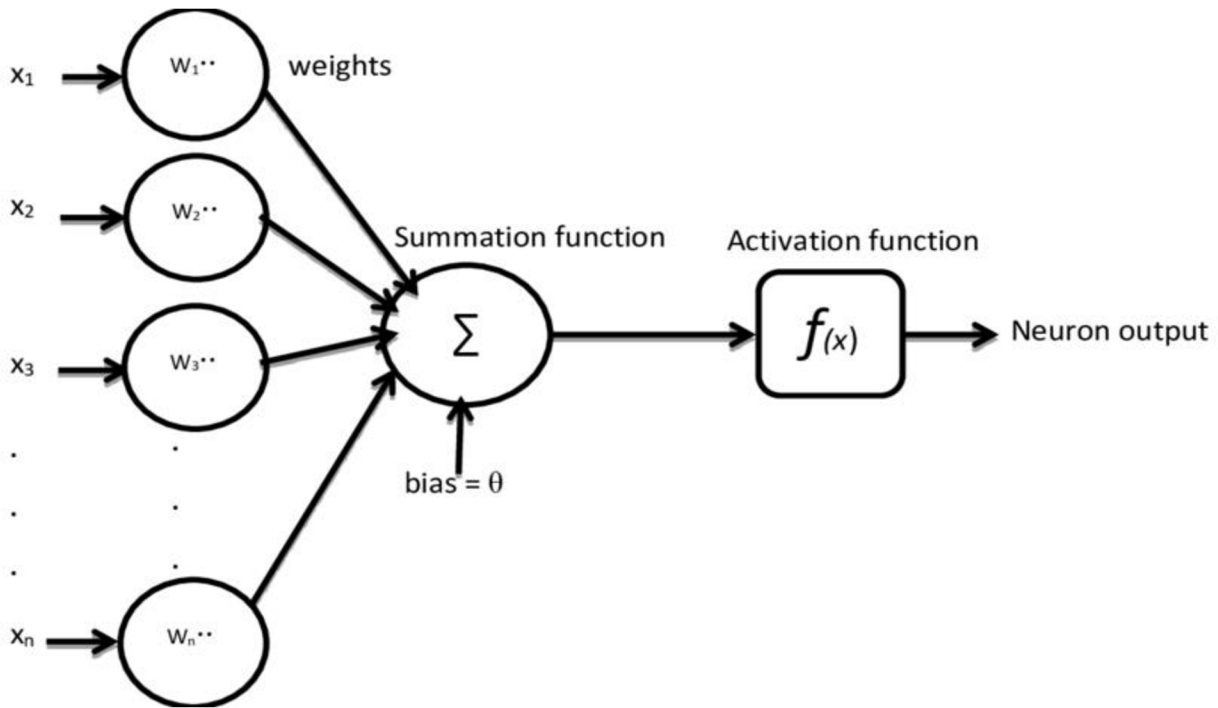 x₁
W₁··
weights
x₂
W₂··
Summation function
Activation function
x₃
W₃··
Σ
f(x)
Neuron output
bias = θ
.
.
.
.
.
.
xₙ
Wₙ··